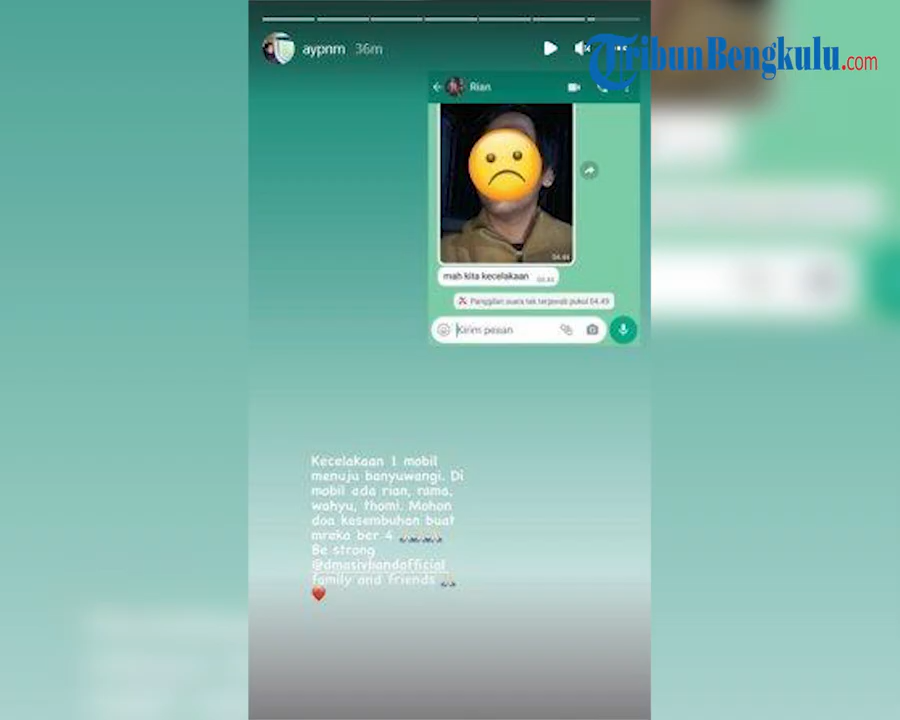 TribunBengkulu.com
aypnm 36m
Rian
04.44
mah kita kecelakaan 04.44
Panggilan suara tak terjawab pukul 04.49
Kirim pesan
Kecelakaan 1 mobil
menuju banyuwangi. Di
mobil ada rian, rama,
wahyu, thomi. Mohon
doa kesembuhan buat
mreka ber 4 🙏🏻🙏🏻🙏🏻
Be strong
@dmasivbandofficial
family and friends 🙏🏻
❤️